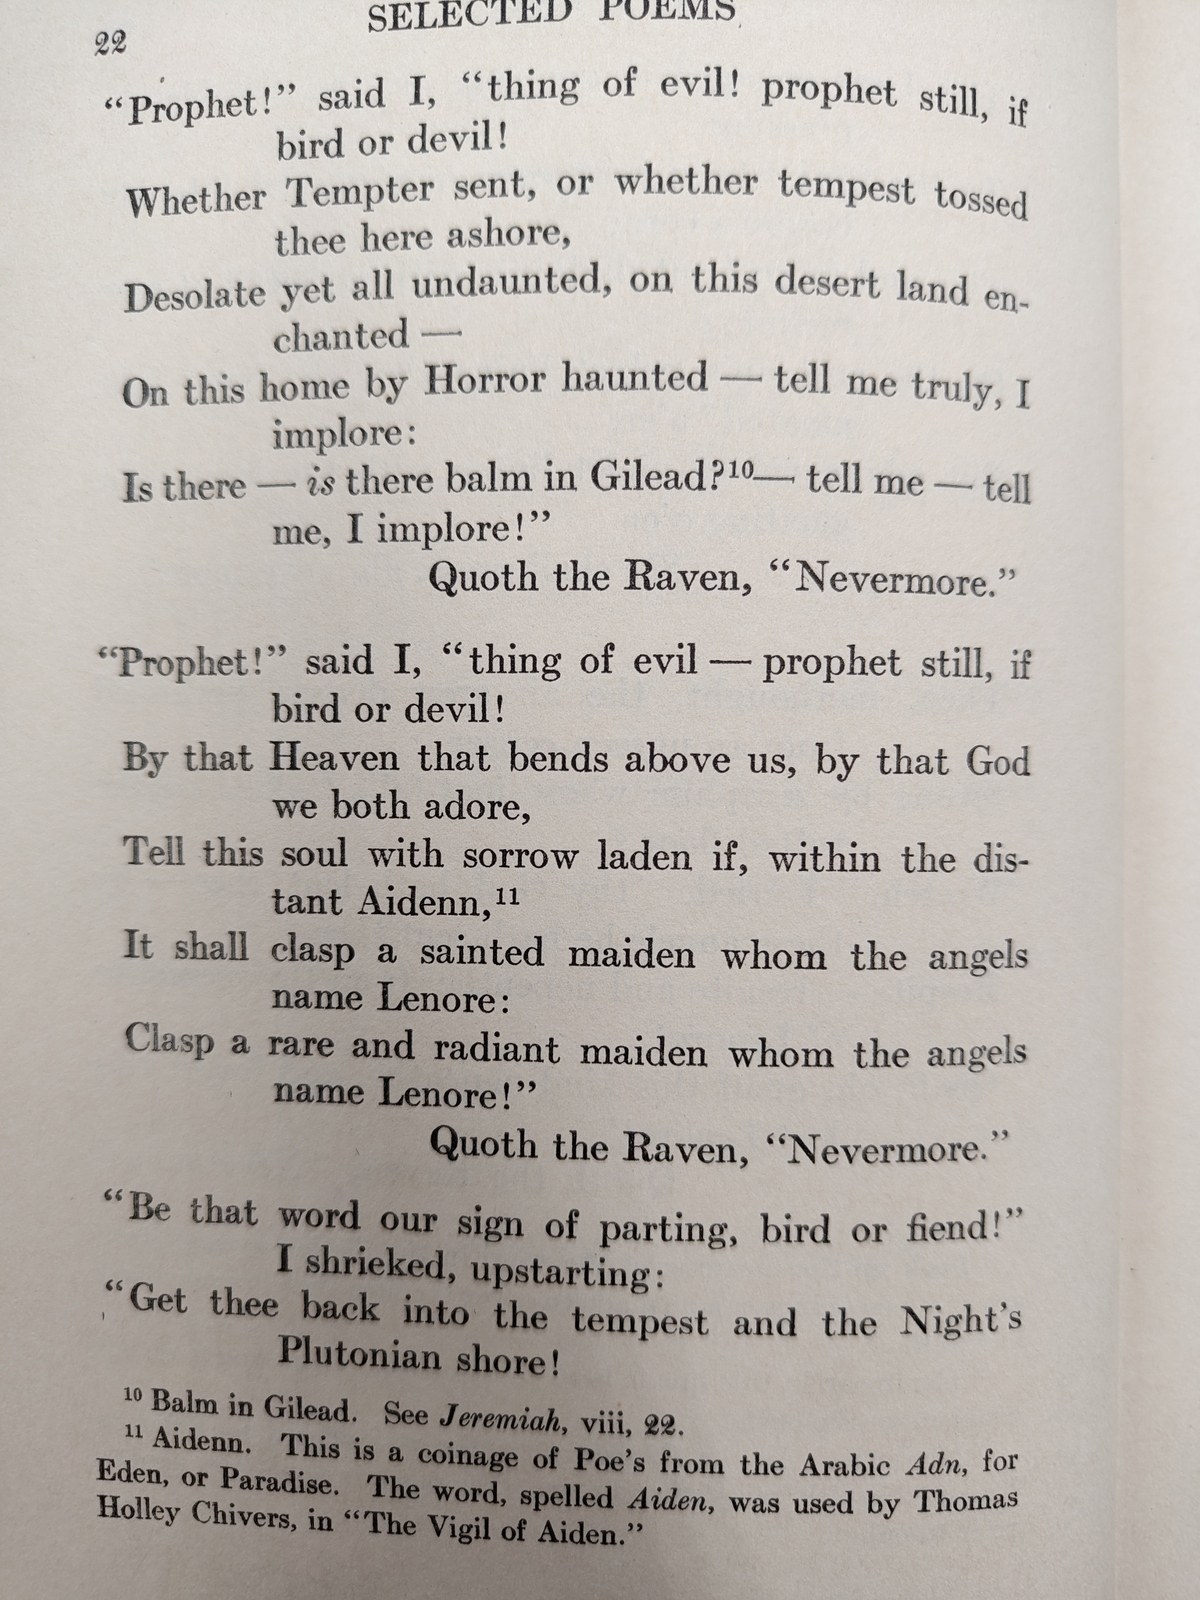 SELECTED POEMS
22
“Prophet!” said I, “thing of evil! prophet still, if
bird or devil!
Whether Tempter sent, or whether tempest tossed
thee here ashore,
Desolate yet all undaunted, on this desert land en-
chanted —
On this home by Horror haunted — tell me truly, I
implore:
Is there — is there balm in Gilead?¹⁰— tell me — tell
me, I implore!”
Quoth the Raven, “Nevermore.”
“Prophet!” said I, “thing of evil — prophet still, if
bird or devil!
By that Heaven that bends above us, by that God
we both adore,
Tell this soul with sorrow laden if, within the dis-
tant Aidenn,¹¹
It shall clasp a sainted maiden whom the angels
name Lenore:
Clasp a rare and radiant maiden whom the angels
name Lenore!”
Quoth the Raven, “Nevermore.”
“Be that word our sign of parting, bird or fiend!”
I shrieked, upstarting:
“Get thee back into the tempest and the Night’s
Plutonian shore!
¹⁰ Balm in Gilead. See Jeremiah, viii, 22.
¹¹ Aidenn. This is a coinage of Poe’s from the Arabic Adn, for
Eden, or Paradise. The word, spelled Aiden, was used by Thomas
Holley Chivers, in “The Vigil of Aiden.”